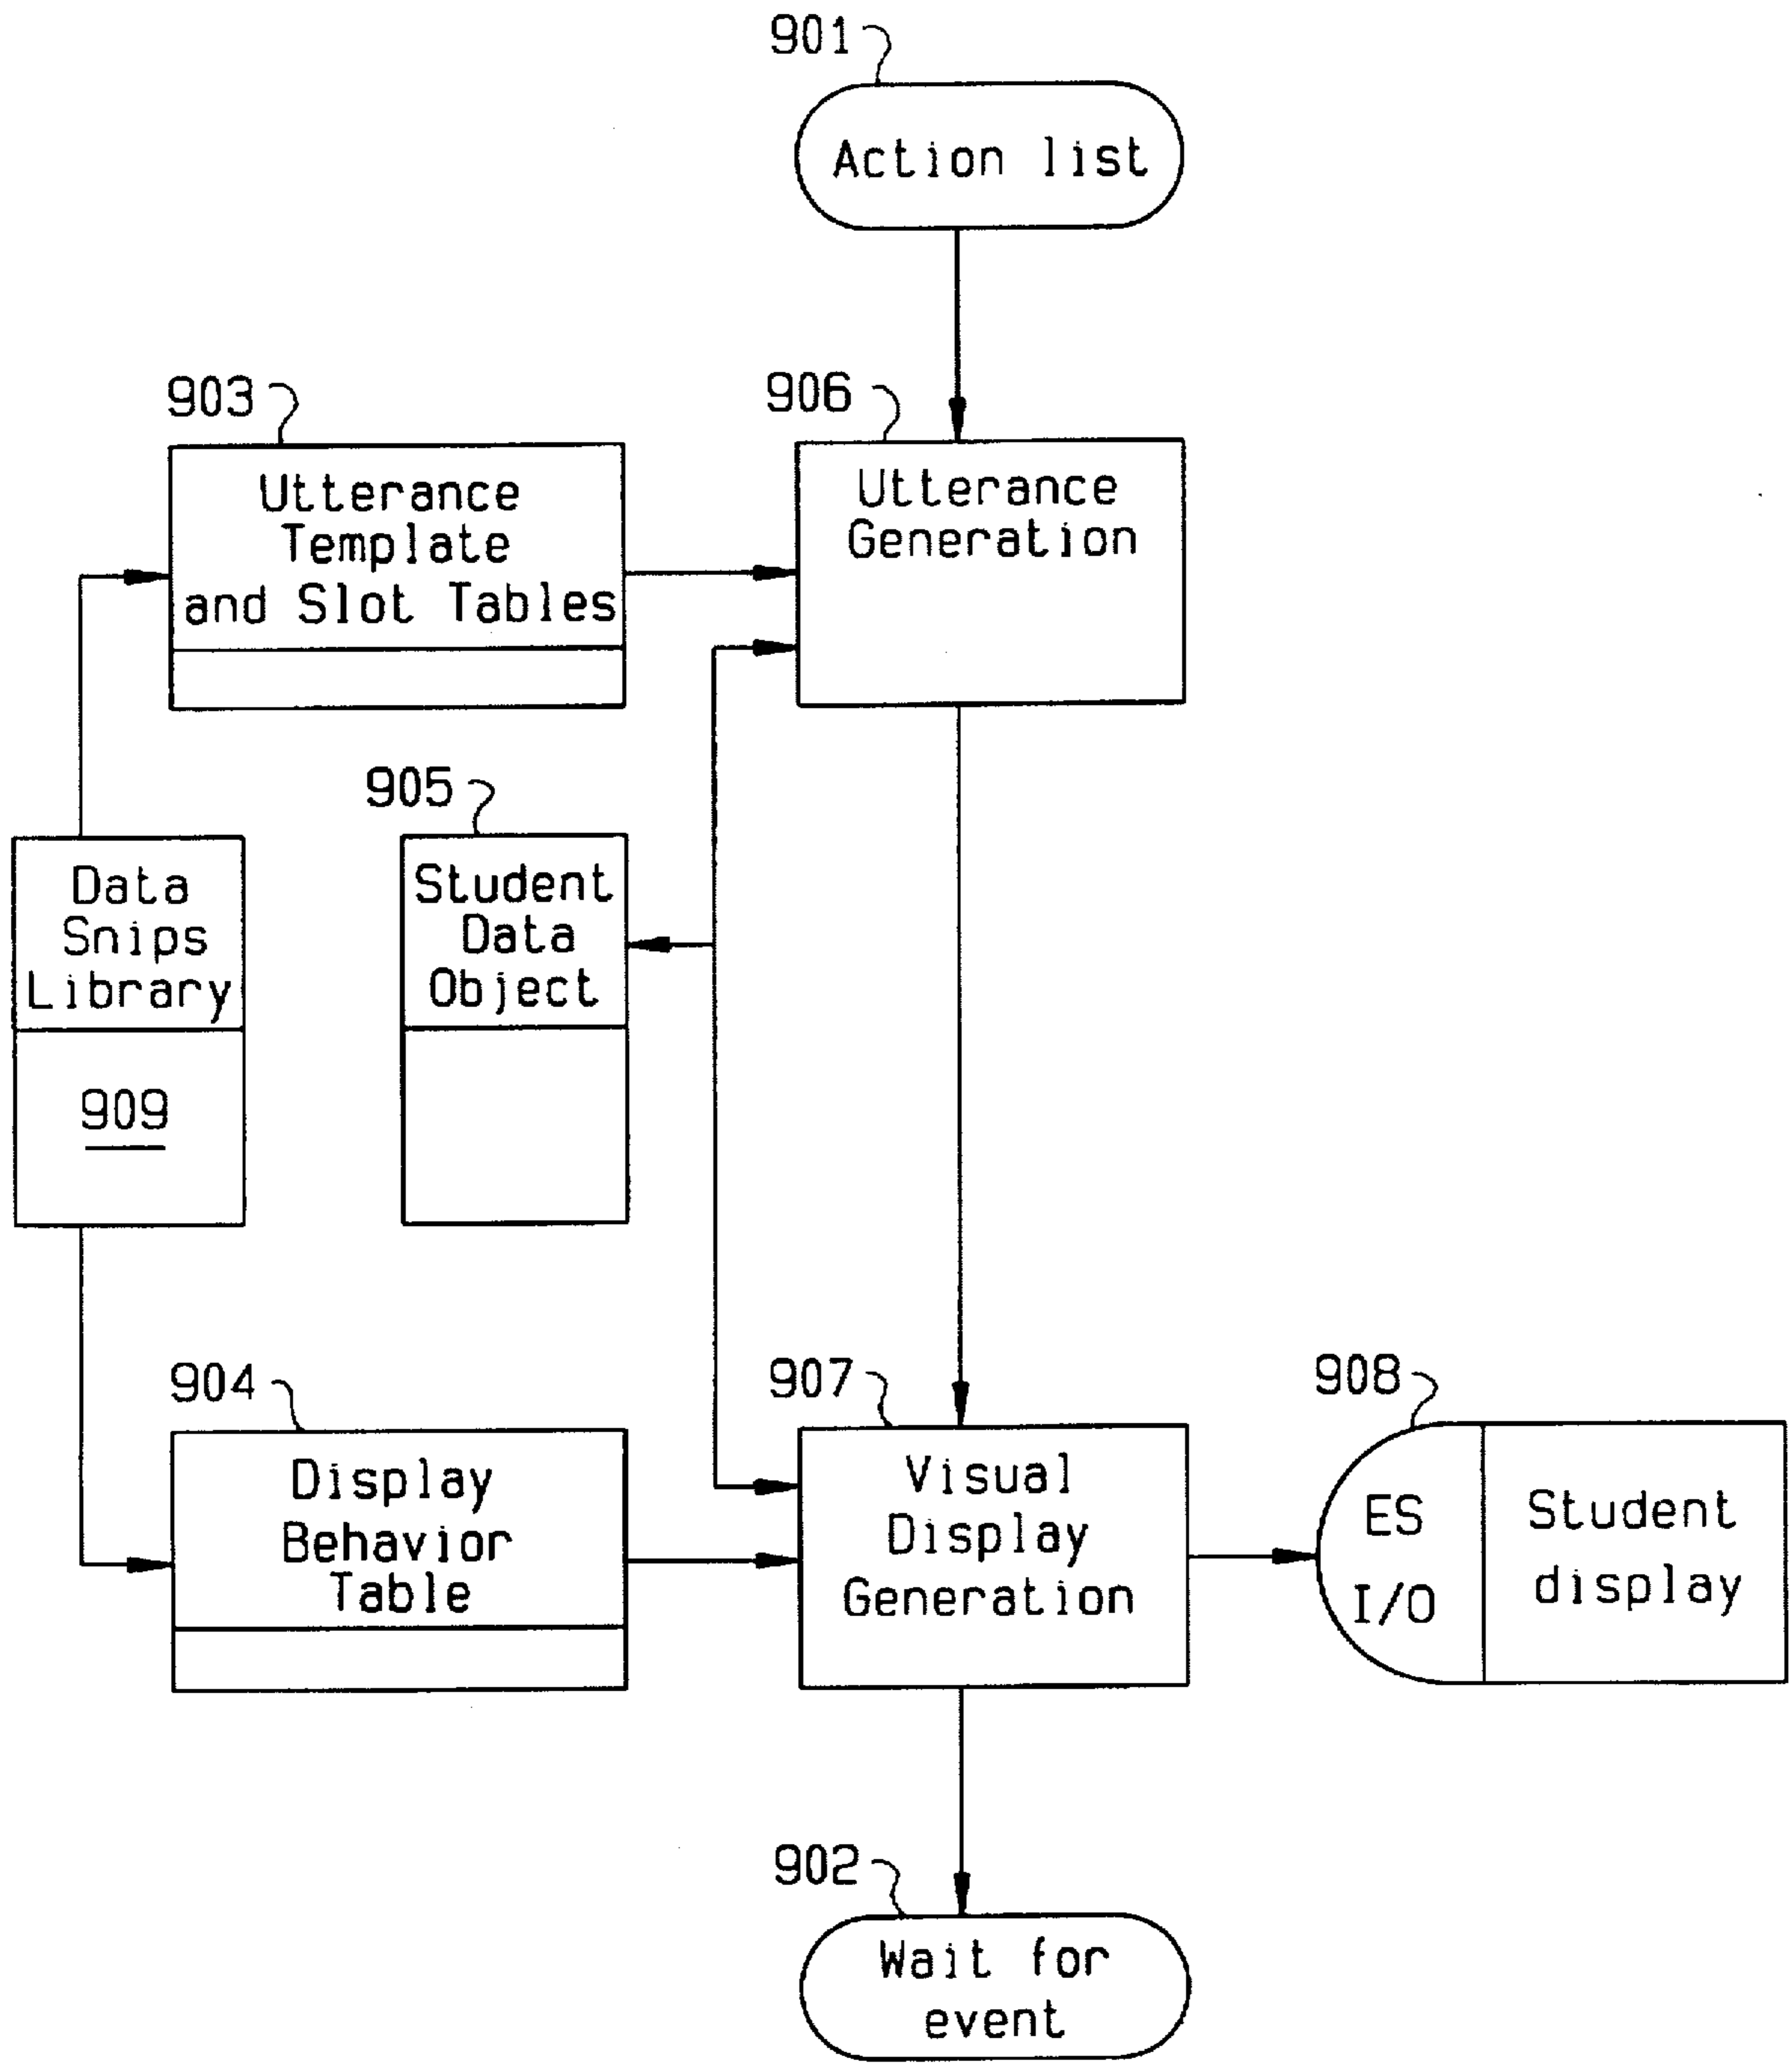 901
Action list
903
Utterance
Template
and Slot Tables
906
Utterance
Generation
905
Student
Data
Object
Data
Snips
Library
909
904
Display
Behavior
Table
907
Visual
Display
Generation
908
ES
I/O
Student
display
902
Wait for
event